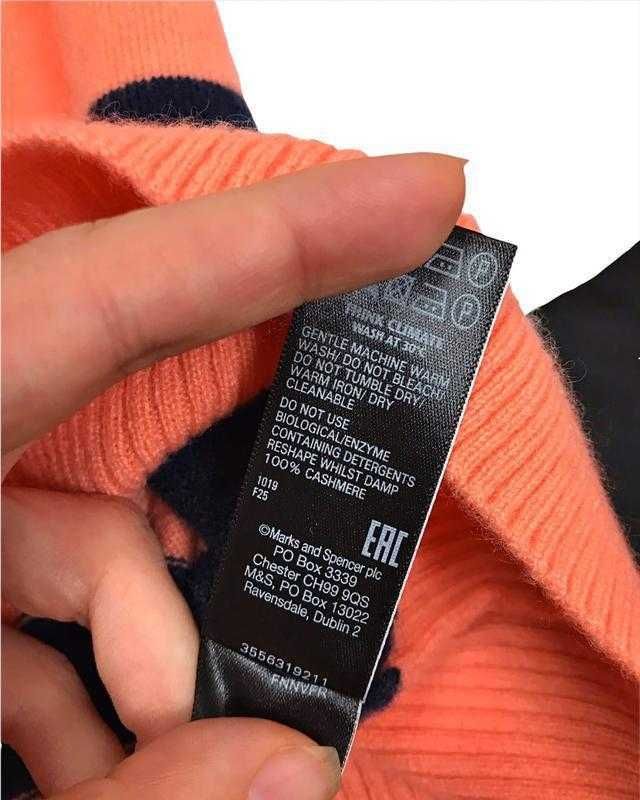 P
P
THINK CLIMATE
WASH AT 30°C
GENTLE MACHINE WARM
WASH/ DO NOT BLEACH/
DO NOT TUMBLE DRY/
WARM IRON/ DRY
CLEANABLE
DO NOT USE
BIOLOGICAL/ENZYME
CONTAINING DETERGENTS
RESHAPE WHILST DAMP
100% CASHMERE
1019
F25
EAC
©Marks and Spencer plc
PO Box 3339
Chester CH99 9QS
M&S, PO Box 13022
Ravensdale, Dublin 2
3556319211